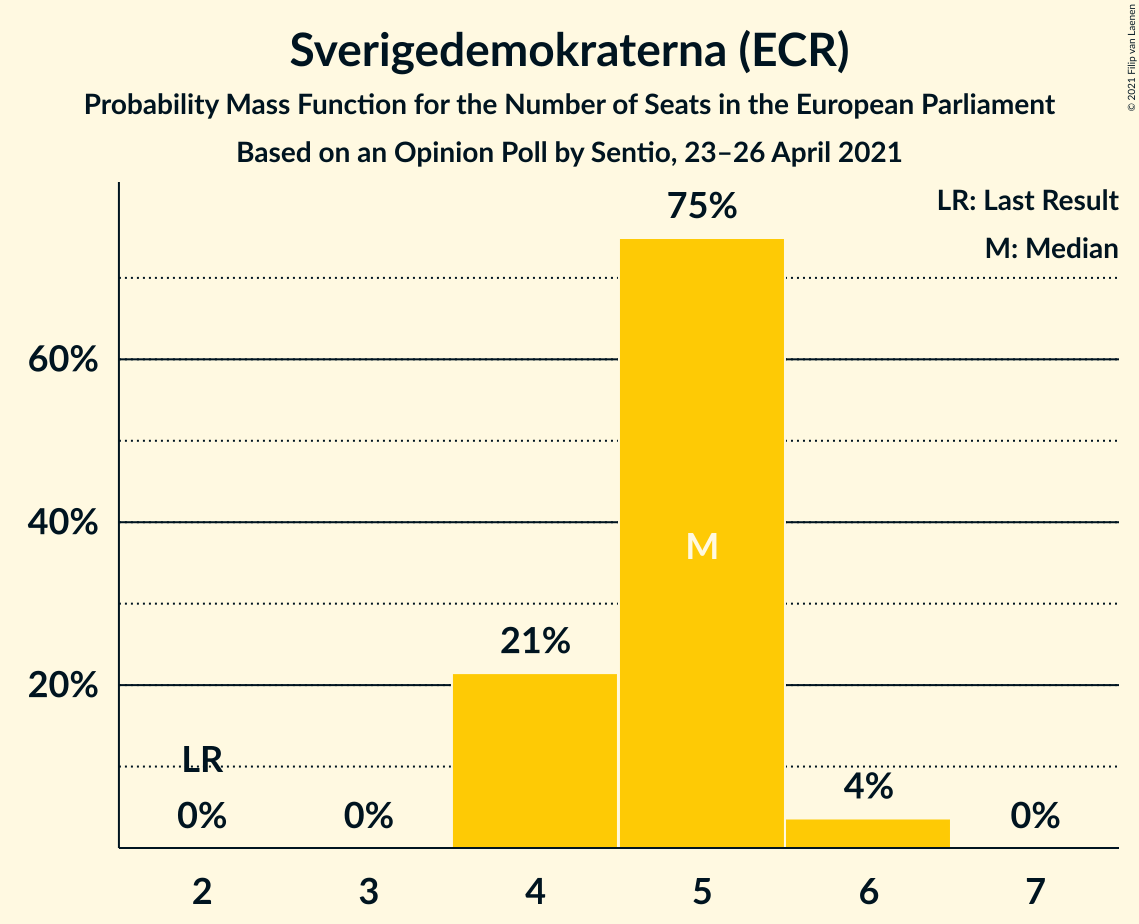 Sverigedemokraterna (ECR)
Probability Mass Function for the Number of Seats in the European Parliament
Based on an Opinion Poll by Sentio, 23–26 April 2021
© 2021 Filip van Laenen
LR: Last Result
M: Median
75%
60%
40%
M
21%
20%
LR
4%
0%
0%
0%
2
3
4
5
6
7